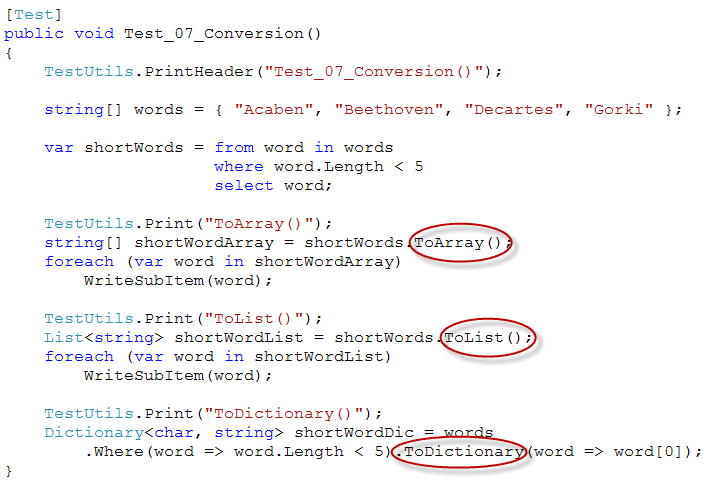 [Test]
public void Test_07_Conversion()
{
    TestUtils.PrintHeader("Test_07_Conversion()");

    string[] words = { "Acaben", "Beethoven", "Decartes", "Gorki" };

    var shortWords = from word in words
                     where word.Length < 5
                     select word;

    TestUtils.Print("ToArray()");
    string[] shortWordArray = shortWords.ToArray();
    foreach (var word in shortWordArray)
        WriteSubItem(word);

    TestUtils.Print("ToList()");
    List<string> shortWordList = shortWords.ToList();
    foreach (var word in shortWordList)
        WriteSubItem(word);

    TestUtils.Print("ToDictionary()");
    Dictionary<char, string> shortWordDic = words
        .Where(word => word.Length < 5).ToDictionary(word => word[0]);
}